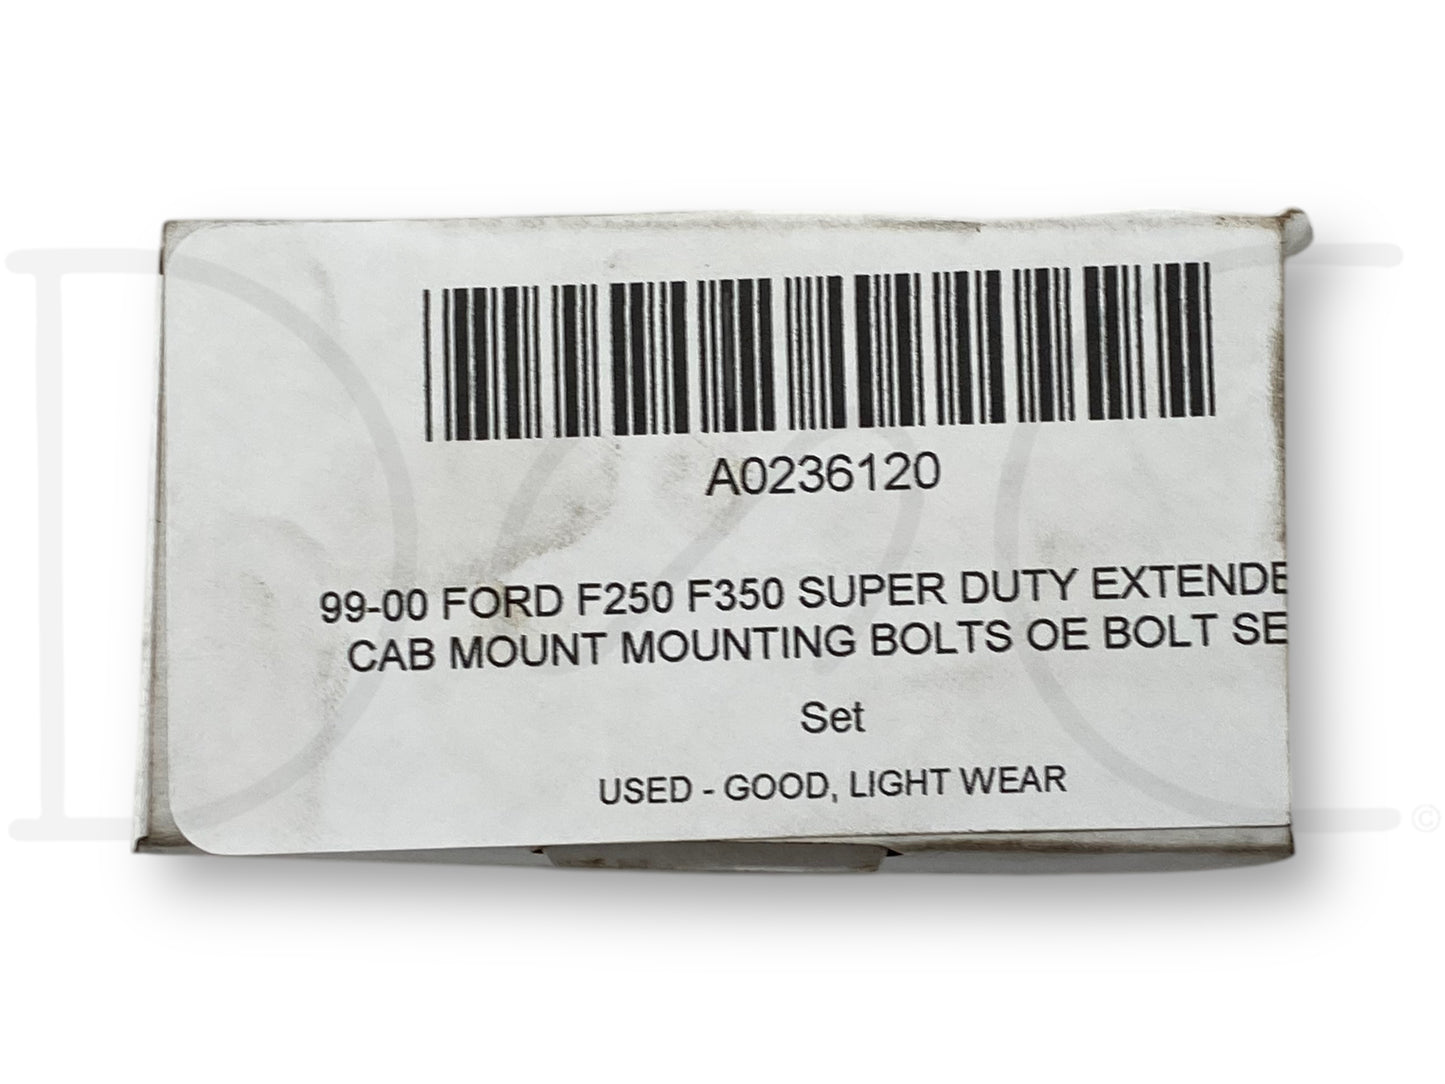 A0236120
99-00 FORD F250 F350 SUPER DUTY EXTENDE
CAB MOUNT MOUNTING BOLTS OE BOLT SE
Set
USED - GOOD, LIGHT WEAR
©